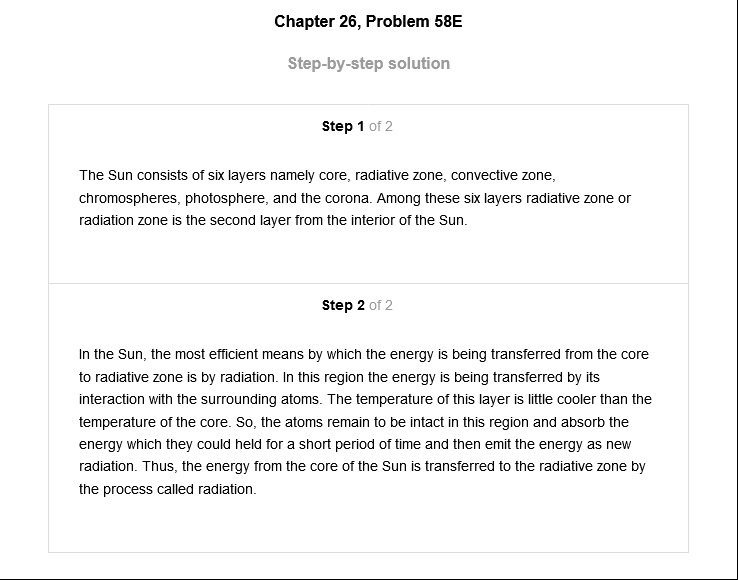 Chapter 26, Problem 58E
Step-by-step solution
Step 1 of 2
The Sun consists of six layers namely core, radiative zone, convective zone,
chromospheres, photosphere, and the corona. Among these six layers radiative zone or
radiation zone is the second layer from the interior of the Sun.
Step 2 of 2
In the Sun, the most efficient means by which the energy is being transferred from the core
to radiative zone is by radiation. In this region the energy is being transferred by its
interaction with the surrounding atoms. The temperature of this layer is little cooler than the
temperature of the core. So, the atoms remain to be intact in this region and absorb the
energy which they could held for a short period of time and then emit the energy as new
radiation. Thus, the energy from the core of the Sun is transferred to the radiative zone by
the process called radiation.